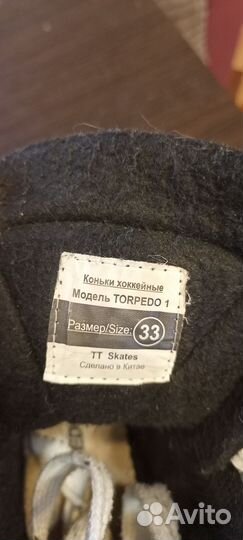 Коньки хоккейные
Модель TORPEDO 1
Размер/Size: 33
TT Skates
Сделано в Китае
Avito